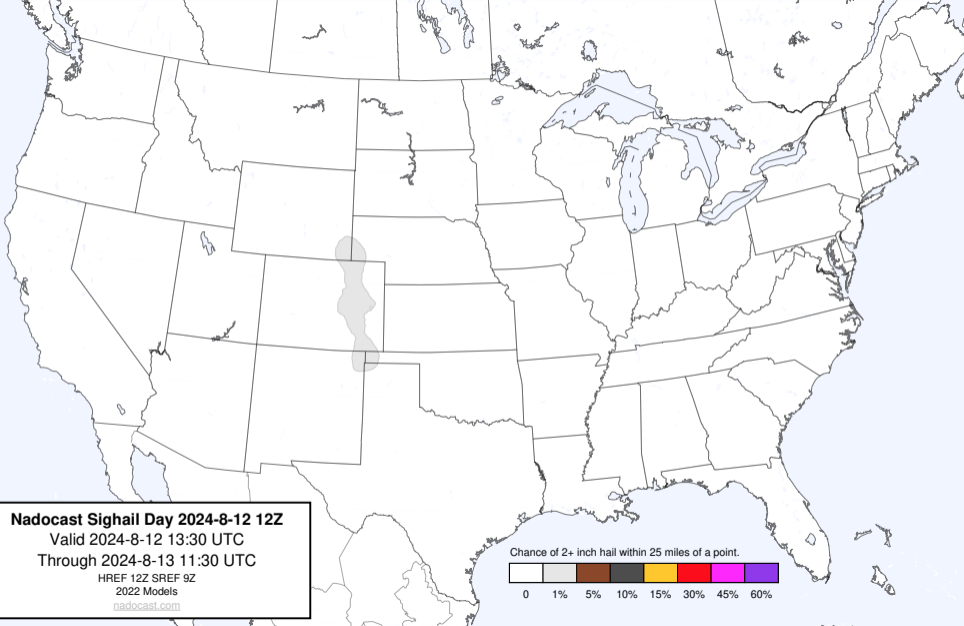 Nadocast Sighail Day 2024-8-12 12Z
Valid 2024-8-12 13:30 UTC
Through 2024-8-13 11:30 UTC
HREF 12Z SREF 9Z
2022 Models
nadocast.com
Chance of 2+ inch hail within 25 miles of a point.
0 1% 5% 10% 15% 30% 45% 60%